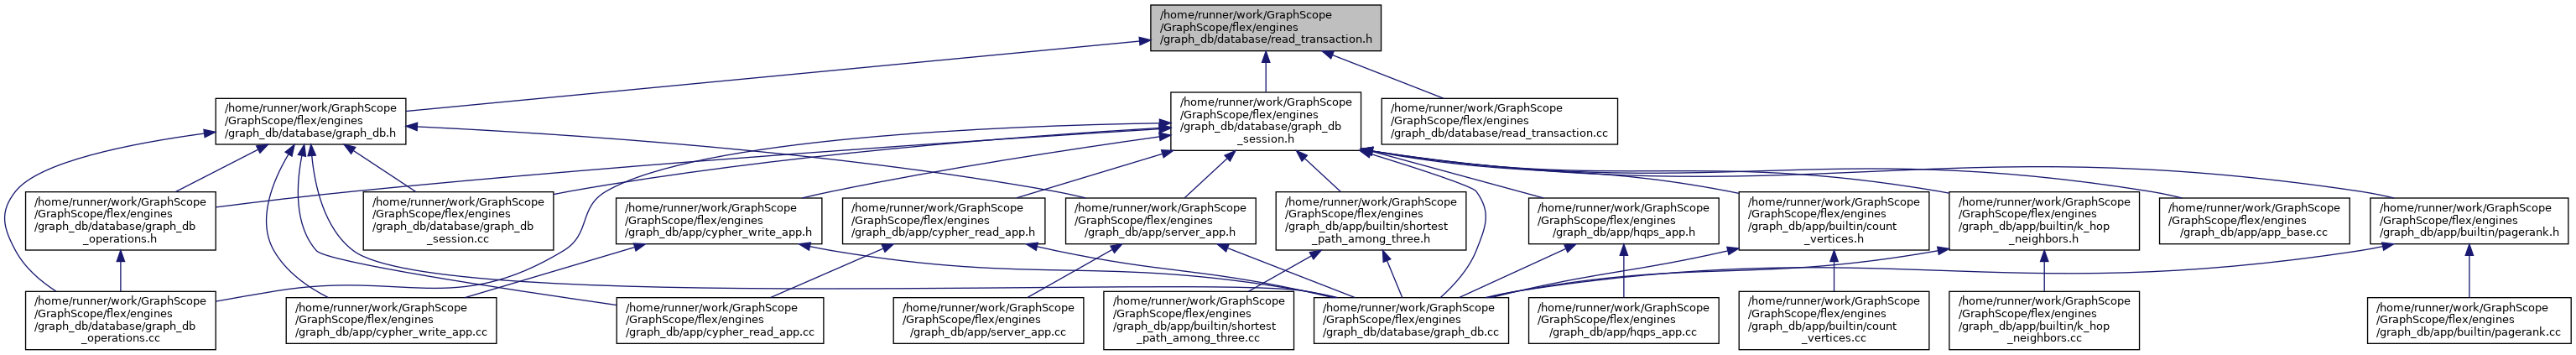 /home/runner/work/GraphScope
/GraphScope/flex/engines
/graph_db/database/read_transaction.h
/home/runner/work/GraphScope
/GraphScope/flex/engines
/graph_db/database/graph_db.h
/home/runner/work/GraphScope
/GraphScope/flex/engines
/graph_db/database/graph_db
_session.h
/home/runner/work/GraphScope
/GraphScope/flex/engines
/graph_db/database/read_transaction.cc
/home/runner/work/GraphScope
/GraphScope/flex/engines
/graph_db/database/graph_db
_operations.h
/home/runner/work/GraphScope
/GraphScope/flex/engines
/graph_db/database/graph_db
_session.cc
/home/runner/work/GraphScope
/GraphScope/flex/engines
/graph_db/app/cypher_write_app.h
/home/runner/work/GraphScope
/GraphScope/flex/engines
/graph_db/app/cypher_read_app.h
/home/runner/work/GraphScope
/GraphScope/flex/engines
/graph_db/app/server_app.h
/home/runner/work/GraphScope
/GraphScope/flex/engines
/graph_db/app/builtin/shortest
_path_among_three.h
/home/runner/work/GraphScope
/GraphScope/flex/engines
/graph_db/app/hqps_app.h
/home/runner/work/GraphScope
/GraphScope/flex/engines
/graph_db/app/builtin/count
_vertices.h
/home/runner/work/GraphScope
/GraphScope/flex/engines
/graph_db/app/builtin/k_hop
_neighbors.h
/home/runner/work/GraphScope
/GraphScope/flex/engines
/graph_db/app/app_base.cc
/home/runner/work/GraphScope
/GraphScope/flex/engines
/graph_db/app/builtin/pagerank.h
/home/runner/work/GraphScope
/GraphScope/flex/engines
/graph_db/database/graph_db
_operations.cc
/home/runner/work/GraphScope
/GraphScope/flex/engines
/graph_db/app/cypher_write_app.cc
/home/runner/work/GraphScope
/GraphScope/flex/engines
/graph_db/app/cypher_read_app.cc
/home/runner/work/GraphScope
/GraphScope/flex/engines
/graph_db/app/server_app.cc
/home/runner/work/GraphScope
/GraphScope/flex/engines
/graph_db/app/builtin/shortest
_path_among_three.cc
/home/runner/work/GraphScope
/GraphScope/flex/engines
/graph_db/database/graph_db.cc
/home/runner/work/GraphScope
/GraphScope/flex/engines
/graph_db/app/hqps_app.cc
/home/runner/work/GraphScope
/GraphScope/flex/engines
/graph_db/app/builtin/count
_vertices.cc
/home/runner/work/GraphScope
/GraphScope/flex/engines
/graph_db/app/builtin/k_hop
_neighbors.cc
/home/runner/work/GraphScope
/GraphScope/flex/engines
/graph_db/app/builtin/pagerank.cc